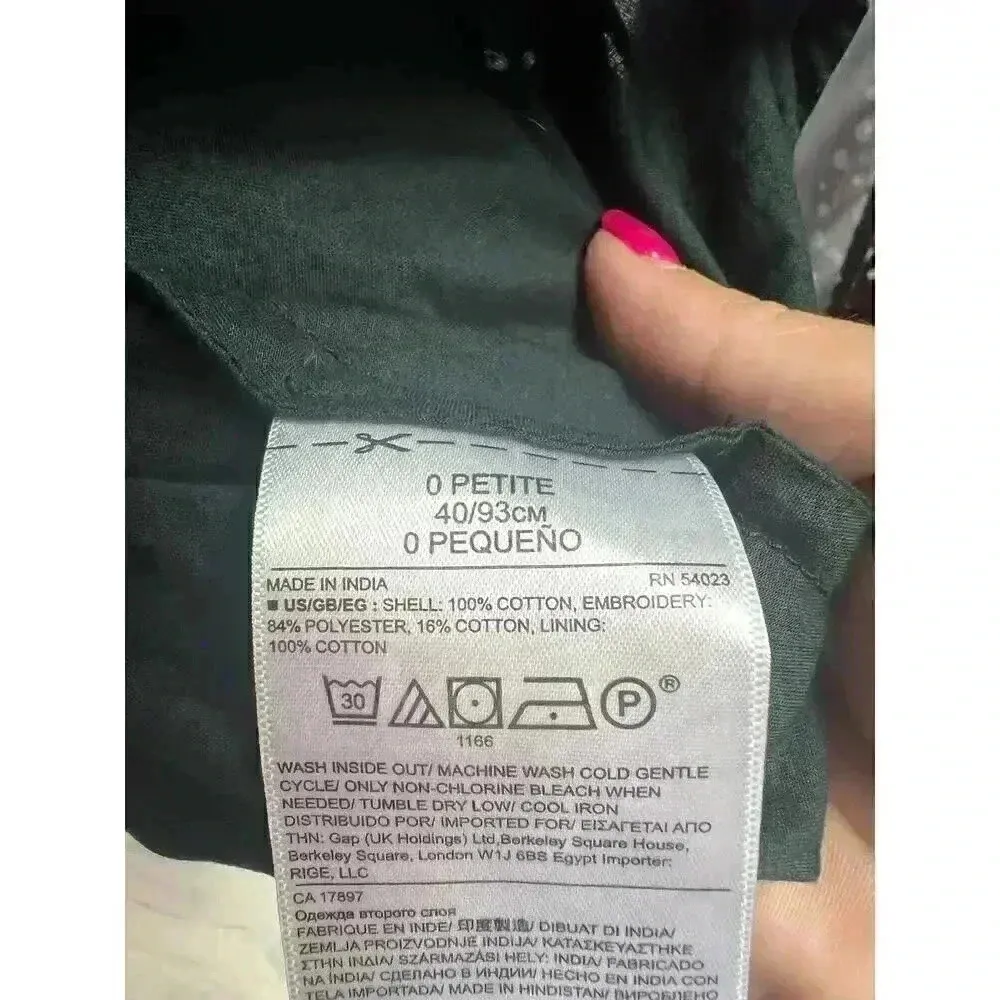 0 PETITE
40/93CM
0 PEQUEÑO
MADE IN INDIA RN 54023
■ US/GB/EG : SHELL: 100% COTTON, EMBROIDERY:
84% POLYESTER, 16% COTTON, LINING:
100% COTTON
30 P ®
1166
WASH INSIDE OUT/ MACHINE WASH COLD GENTLE
CYCLE/ ONLY NON-CHLORINE BLEACH WHEN
NEEDED/ TUMBLE DRY LOW/ COOL IRON
DISTRIBUIDO POR/ IMPORTED FOR/ ΕΙΣΑΓΕΤΑΙ ΑΠΟ
THN: Gap (UK Holdings) Ltd,Berkeley Square House,
Berkeley Square, London W1J 6BS Egypt Importer:
RIGE, LLC
CA 17897
Одежда второго слоя
FABRIQUE EN INDE/ 印度製造/ DIBUAT DI INDIA/
ZEMLJA PROIZVODNJE INDIJA/ ΚΑΤΑΣΚΕΥΑΣΤΗΚΕ
ΣΤΗΝ ΙΝΔΙΑ/ SZÁRMAZÁSI HELY: INDIA/ FABRICADO
NA ÍNDIA/ СДЕЛАНО В ИНДИИ/ HECHO EN INDIA CON
TELA IMPORTADA/ MADE IN HINDISTAN/ ВИРОБЛЕНО